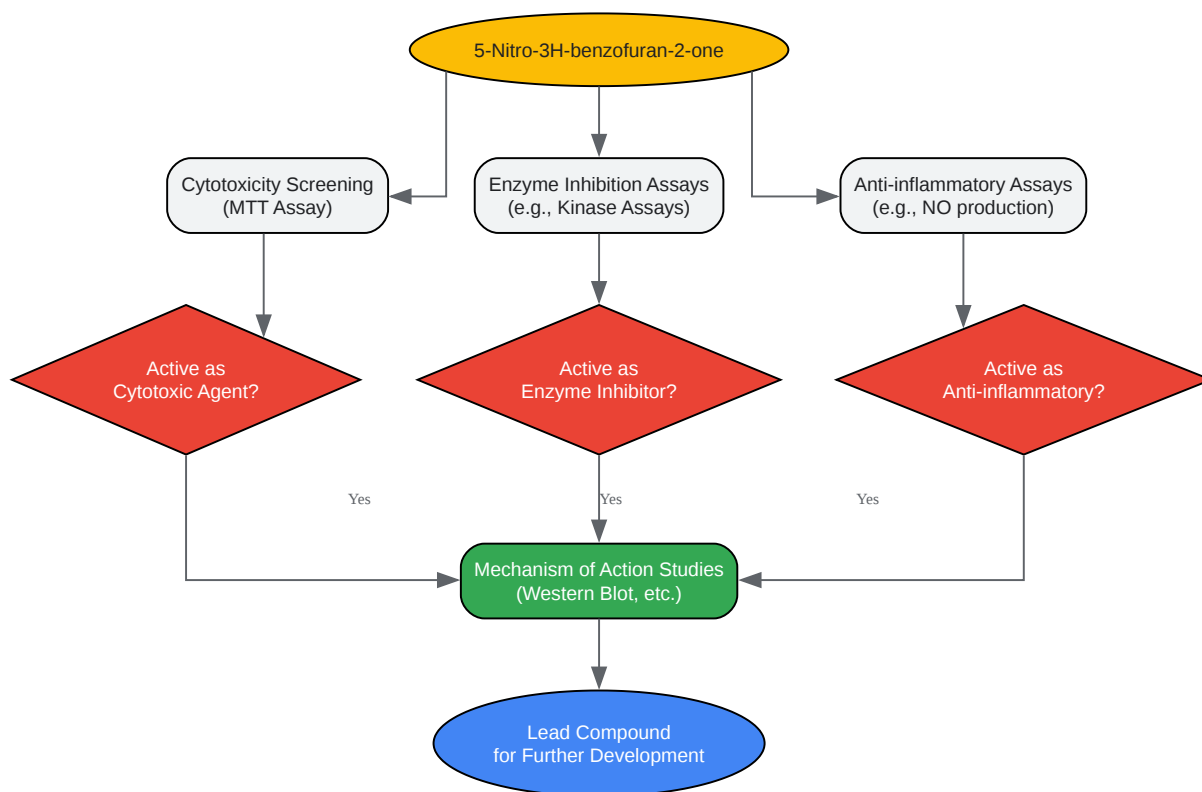 5-Nitro-3H-benzofuran-2-one
Cytotoxicity Screening
(MTT Assay)
Enzyme Inhibition Assays
(e.g., Kinase Assays)
Anti-inflammatory Assays
(e.g., NO production)
Active as
Cytotoxic Agent?
Active as
Enzyme Inhibitor?
Active as
Anti-inflammatory?
Yes
Yes
Yes
Mechanism of Action Studies
(Western Blot, etc.)
Lead Compound
for Further Development